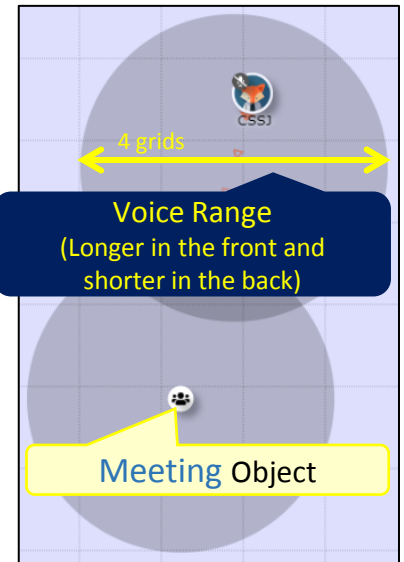 CSSJ
4 grids
Voice Range
(Longer in the front and
shorter in the back)
Meeting Object